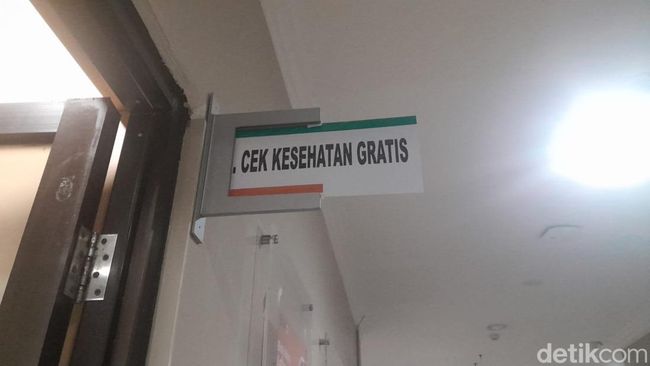 . CEK KESEHATAN GRATIS
detikcom